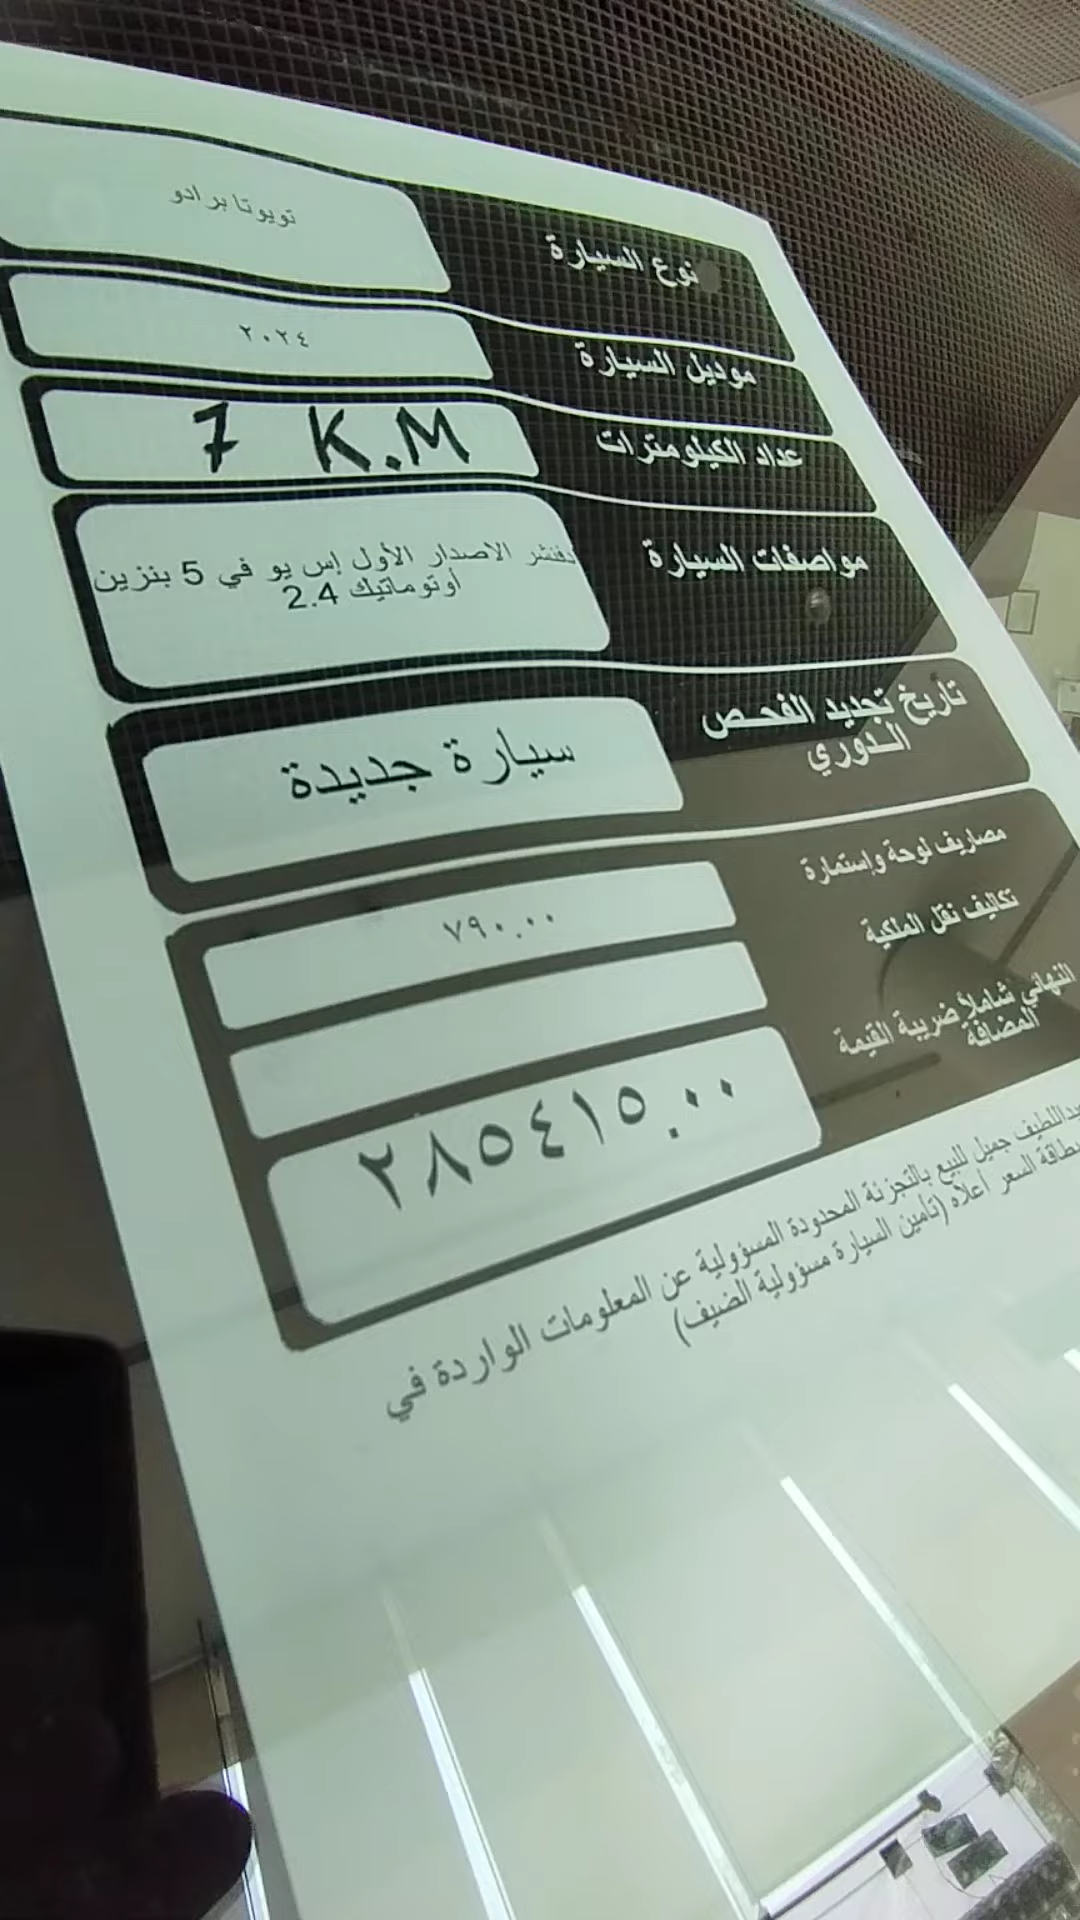 نوع السيارة
تويوتا برادو
موديل السيارة
٢٠٢٤
عداد الكيلومترات
7 K.M
مواصفات السيارة
دفنشر الاصدار الأول إس يو في 5 بنزين
أوتوماتيك 2.4
تاريخ تجديد الفحص
الدوري
سيارة جديدة
مصاريف لوحة وإستمارة
٧٩٠.٠٠
تكاليف نقل الملكية
النهائي شاملاً ضريبة القيمة
المضافة
٢٨٥٤١٥.٠٠
جميل للبيع بالتجزئة المحدودة المسؤولية عن المعلومات الواردة في
السعر أعلاه (تأمين السيارة مسؤولية الضيف)